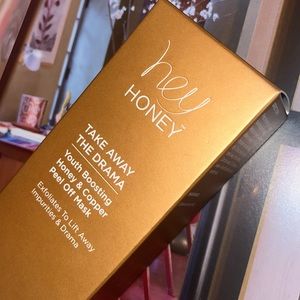 hey
HONEY
TAKE AWAY
THE DRAMA
Youth Boosting
Honey & Copper
Peel Off Mask
Exfoliates To Lift Away
Impurities & Drama